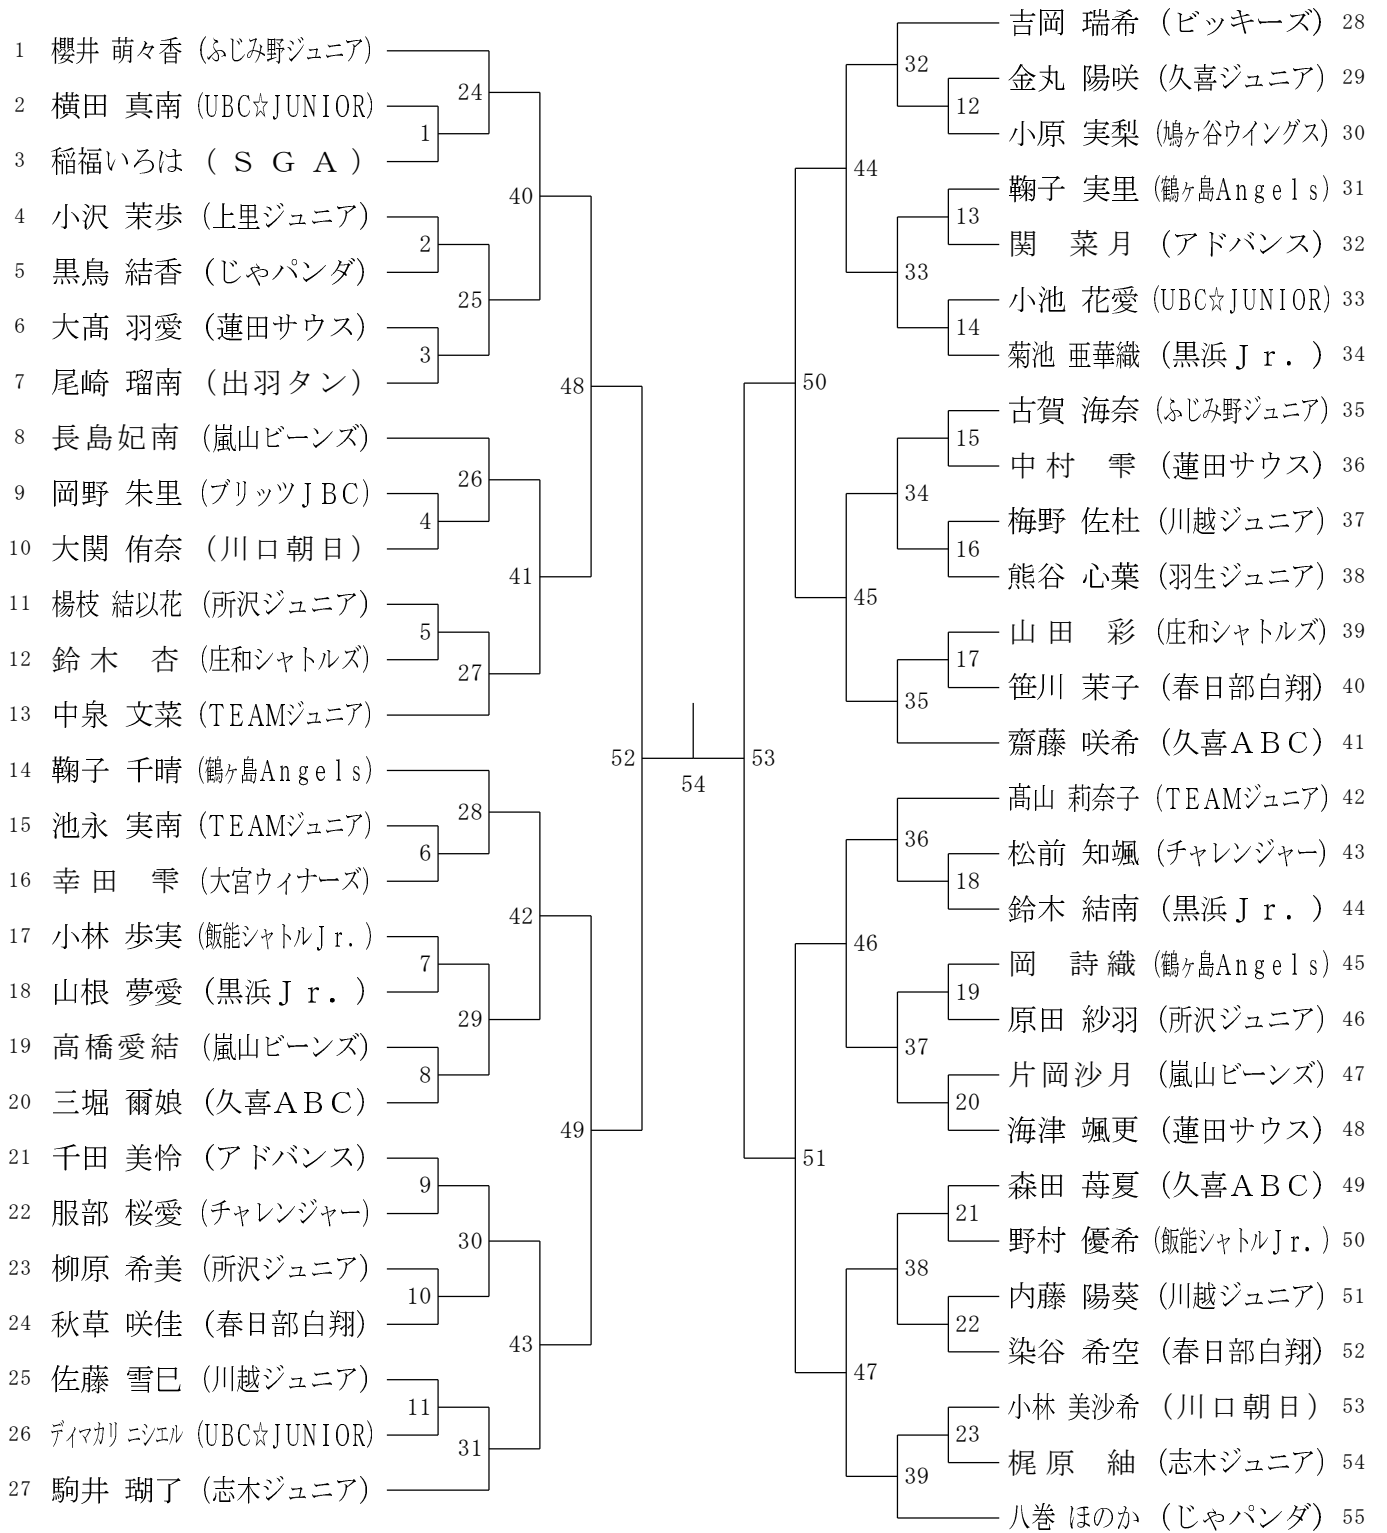 1 櫻井 萌々香 (ふじみ野ジュニア)
2 横田 真南 (UBC☆JUNIOR)
3 稲福いろは (ＳＧＡ)
4 小沢 茉歩 (上里ジュニア)
5 黒鳥 結香 (じゃパンダ)
6 大髙 羽愛 (蓮田サウス)
7 尾崎 瑠南 (出羽タン)
8 長島妃南 (嵐山ビーンズ)
9 岡野 朱里 (ブリッツＪＢＣ)
10 大関 侑奈 (川口朝日)
11 楊枝 結以花 (所沢ジュニア)
12 鈴木 杏 (庄和シャトルズ)
13 中泉 文菜 (TEAMジュニア)
14 鞠子 千晴 (鶴ヶ島Angels)
15 池永 実南 (TEAMジュニア)
16 幸田 雫 (大宮ウィナーズ)
17 小林 歩実 (飯能シャトルJr.)
18 山根 夢愛 (黒浜Ｊｒ．)
19 高橋愛結 (嵐山ビーンズ)
20 三堀 爾娘 (久喜ＡＢＣ)
21 千田 美怜 (アドバンス)
22 服部 桜愛 (チャレンジャー)
23 柳原 希美 (所沢ジュニア)
24 秋草 咲佳 (春日部白翔)
25 佐藤 雪巳 (川越ジュニア)
26 ディマカリ ニシエル (UBC☆JUNIOR)
27 駒井 瑚了 (志木ジュニア)
24
1
40
2
25
3
48
26
4
41
5
27
52
28
6
42
7
29
8
49
9
30
10
43
11
31
54
53
32
12
44
13
33
14
50
15
34
16
45
17
35
36
18
46
19
37
20
51
21
38
22
47
23
39
吉岡 瑞希 (ビッキーズ) 28
金丸 陽咲 (久喜ジュニア) 29
小原 実梨 (鳩ヶ谷ウイングス) 30
鞠子 実里 (鶴ヶ島Angels) 31
関 菜月 (アドバンス) 32
小池 花愛 (UBC☆JUNIOR) 33
菊池 亜華織 (黒浜Ｊｒ．) 34
古賀 海奈 (ふじみ野ジュニア) 35
中村 雫 (蓮田サウス) 36
梅野 佐杜 (川越ジュニア) 37
熊谷 心葉 (羽生ジュニア) 38
山田 彩 (庄和シャトルズ) 39
笹川 茉子 (春日部白翔) 40
齋藤 咲希 (久喜ＡＢＣ) 41
髙山 莉奈子 (TEAMジュニア) 42
松前 知颯 (チャレンジャー) 43
鈴木 結南 (黒浜Ｊｒ．) 44
岡 詩織 (鶴ヶ島Angels) 45
原田 紗羽 (所沢ジュニア) 46
片岡沙月 (嵐山ビーンズ) 47
海津 颯更 (蓮田サウス) 48
森田 苺夏 (久喜ＡＢＣ) 49
野村 優希 (飯能シャトルJr.) 50
内藤 陽葵 (川越ジュニア) 51
染谷 希空 (春日部白翔) 52
小林 美沙希 (川口朝日) 53
梶原 紬 (志木ジュニア) 54
八巻 ほのか (じゃパンダ) 55